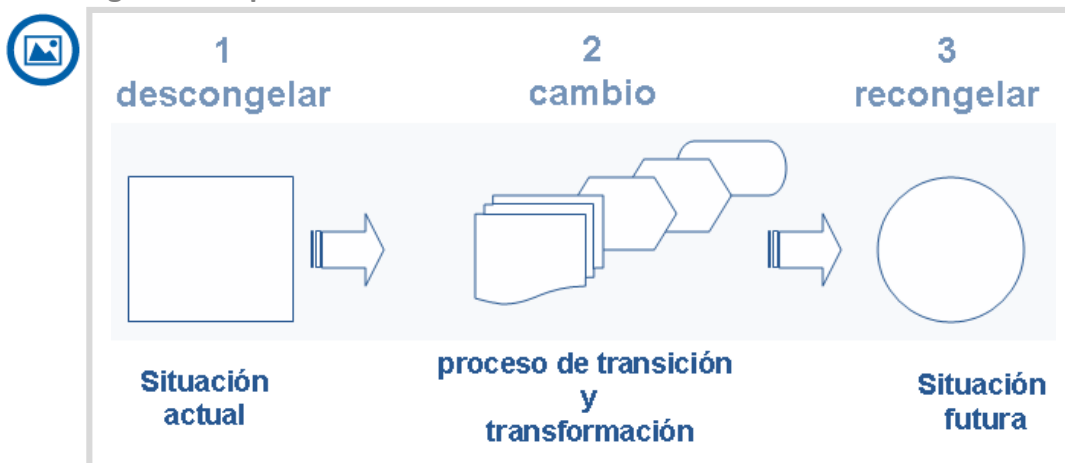 1
descongelar
2
cambio
3
recongelar
Situación
actual
proceso de transición
y
transformación
Situación
futura